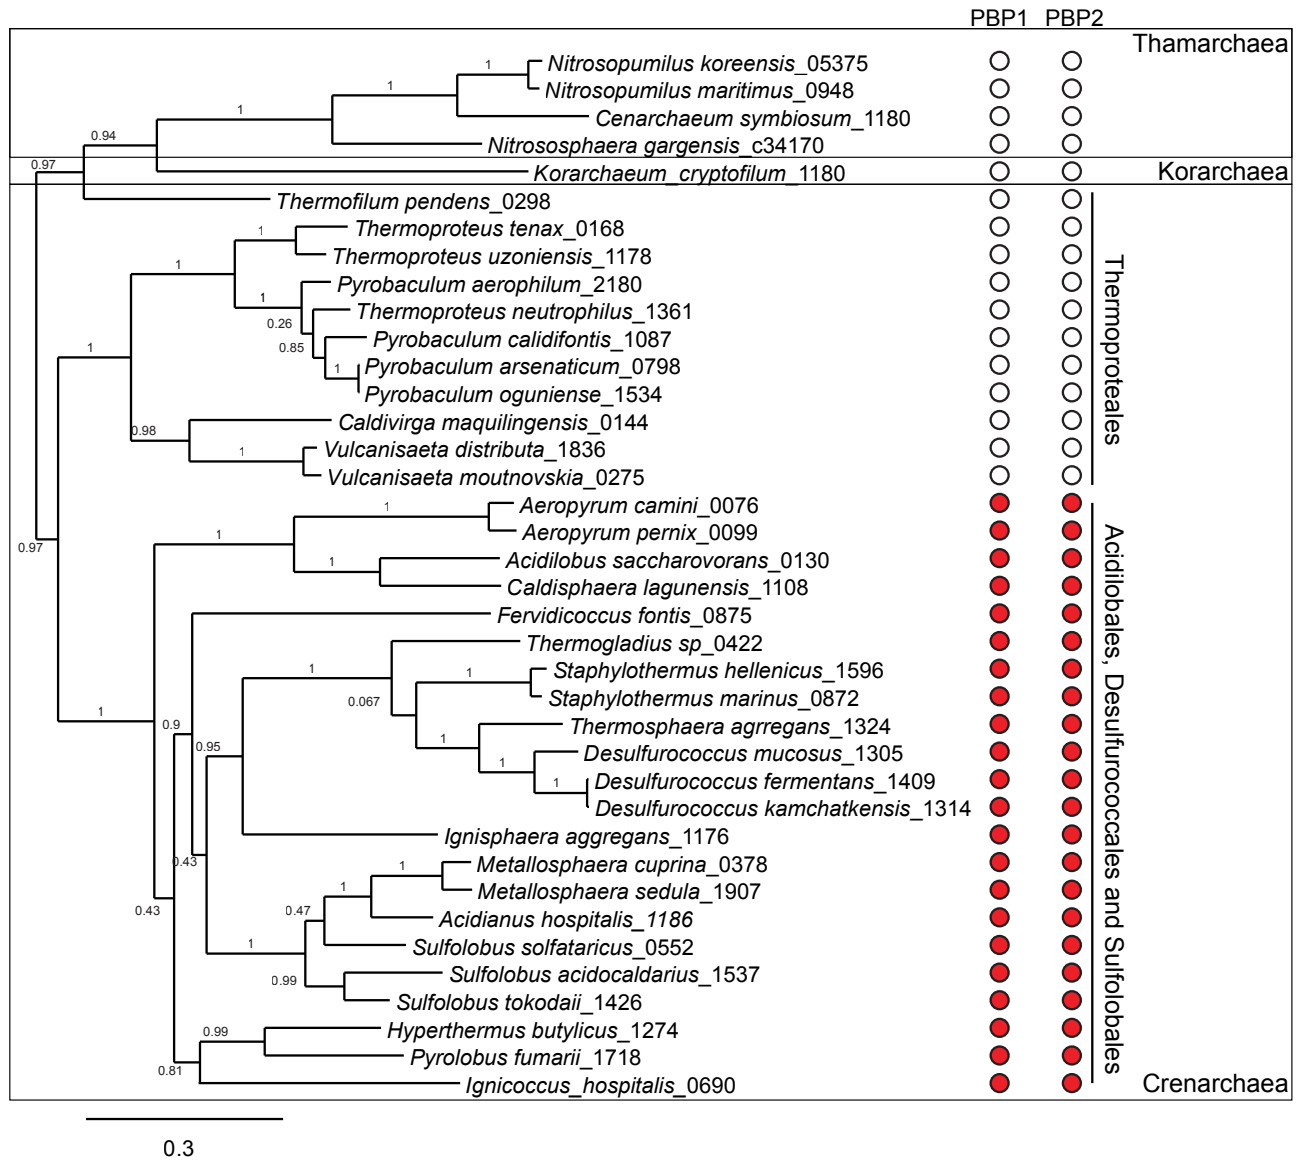 PBP1 PBP2
Thamarchaea
1 Nitrosopumilus koreensis_05375
1 Nitrosopumilus maritimus_0948
1 Cenarchaeum symbiosum_1180
0.94 Nitrososphaera gargensis_c34170
0.97 Korarchaeum_cryptofilum_1180 Korarchaea
Thermofilum pendens_0298
1 Thermoproteus tenax_0168
Thermoproteus uzoniensis_1178
1 Pyrobaculum aerophilum_2180
1 Thermoproteus neutrophilus_1361
0.26 Pyrobaculum calidifontis_1087
0.85
1 Pyrobaculum arsenaticum_0798
1 Pyrobaculum oguniense_1534
Caldivirga maquilingensis_0144
0.98
1 Vulcanisaeta distributa_1836
Vulcanisaeta moutnovskia_0275
Thermoproteales
1 Aeropyrum camini_0076
1 Aeropyrum pernix_0099
0.97
1 Acidilobus saccharovorans_0130
Caldisphaera lagunensis_1108
Fervidicoccus fontis_0875
Thermogladius sp_0422
1 1 Staphylothermus hellenicus_1596
0.067 Staphylothermus marinus_0872
1 0.9 Thermosphaera agrregans_1324
0.95 1 Desulfurococcus mucosus_1305
1
1 Desulfurococcus fermentans_1409
Desulfurococcus kamchatkensis_1314
Ignisphaera aggregans_1176
0.43 1 Metallosphaera cuprina_0378
1 Metallosphaera sedula_1907
0.43 0.47 Acidianus hospitalis_1186
1 Sulfolobus solfataricus_0552
0.99 Sulfolobus acidocaldarius_1537
Sulfolobus tokodaii_1426
0.99 Hyperthermus butylicus_1274
Pyrolobus fumarii_1718
0.81 Ignicoccus_hospitalis_0690
Acidilobales, Desulfurococcales and Sulfolobales
Crenarchaea
0.3